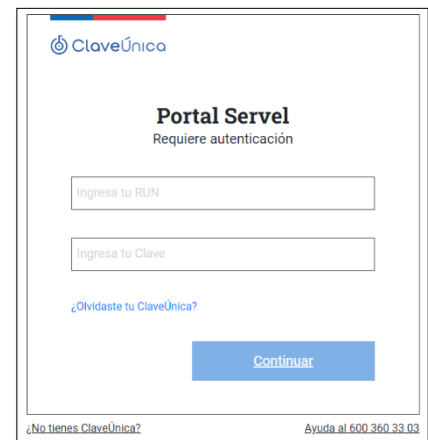 ClaveÚnica
Portal Servel
Requiere autenticación
Ingresa tu RUN
Ingresa tu Clave
¿Olvidaste tu ClaveÚnica?
Continuar
¿No tienes ClaveÚnica? Ayuda al 600 360 33 03